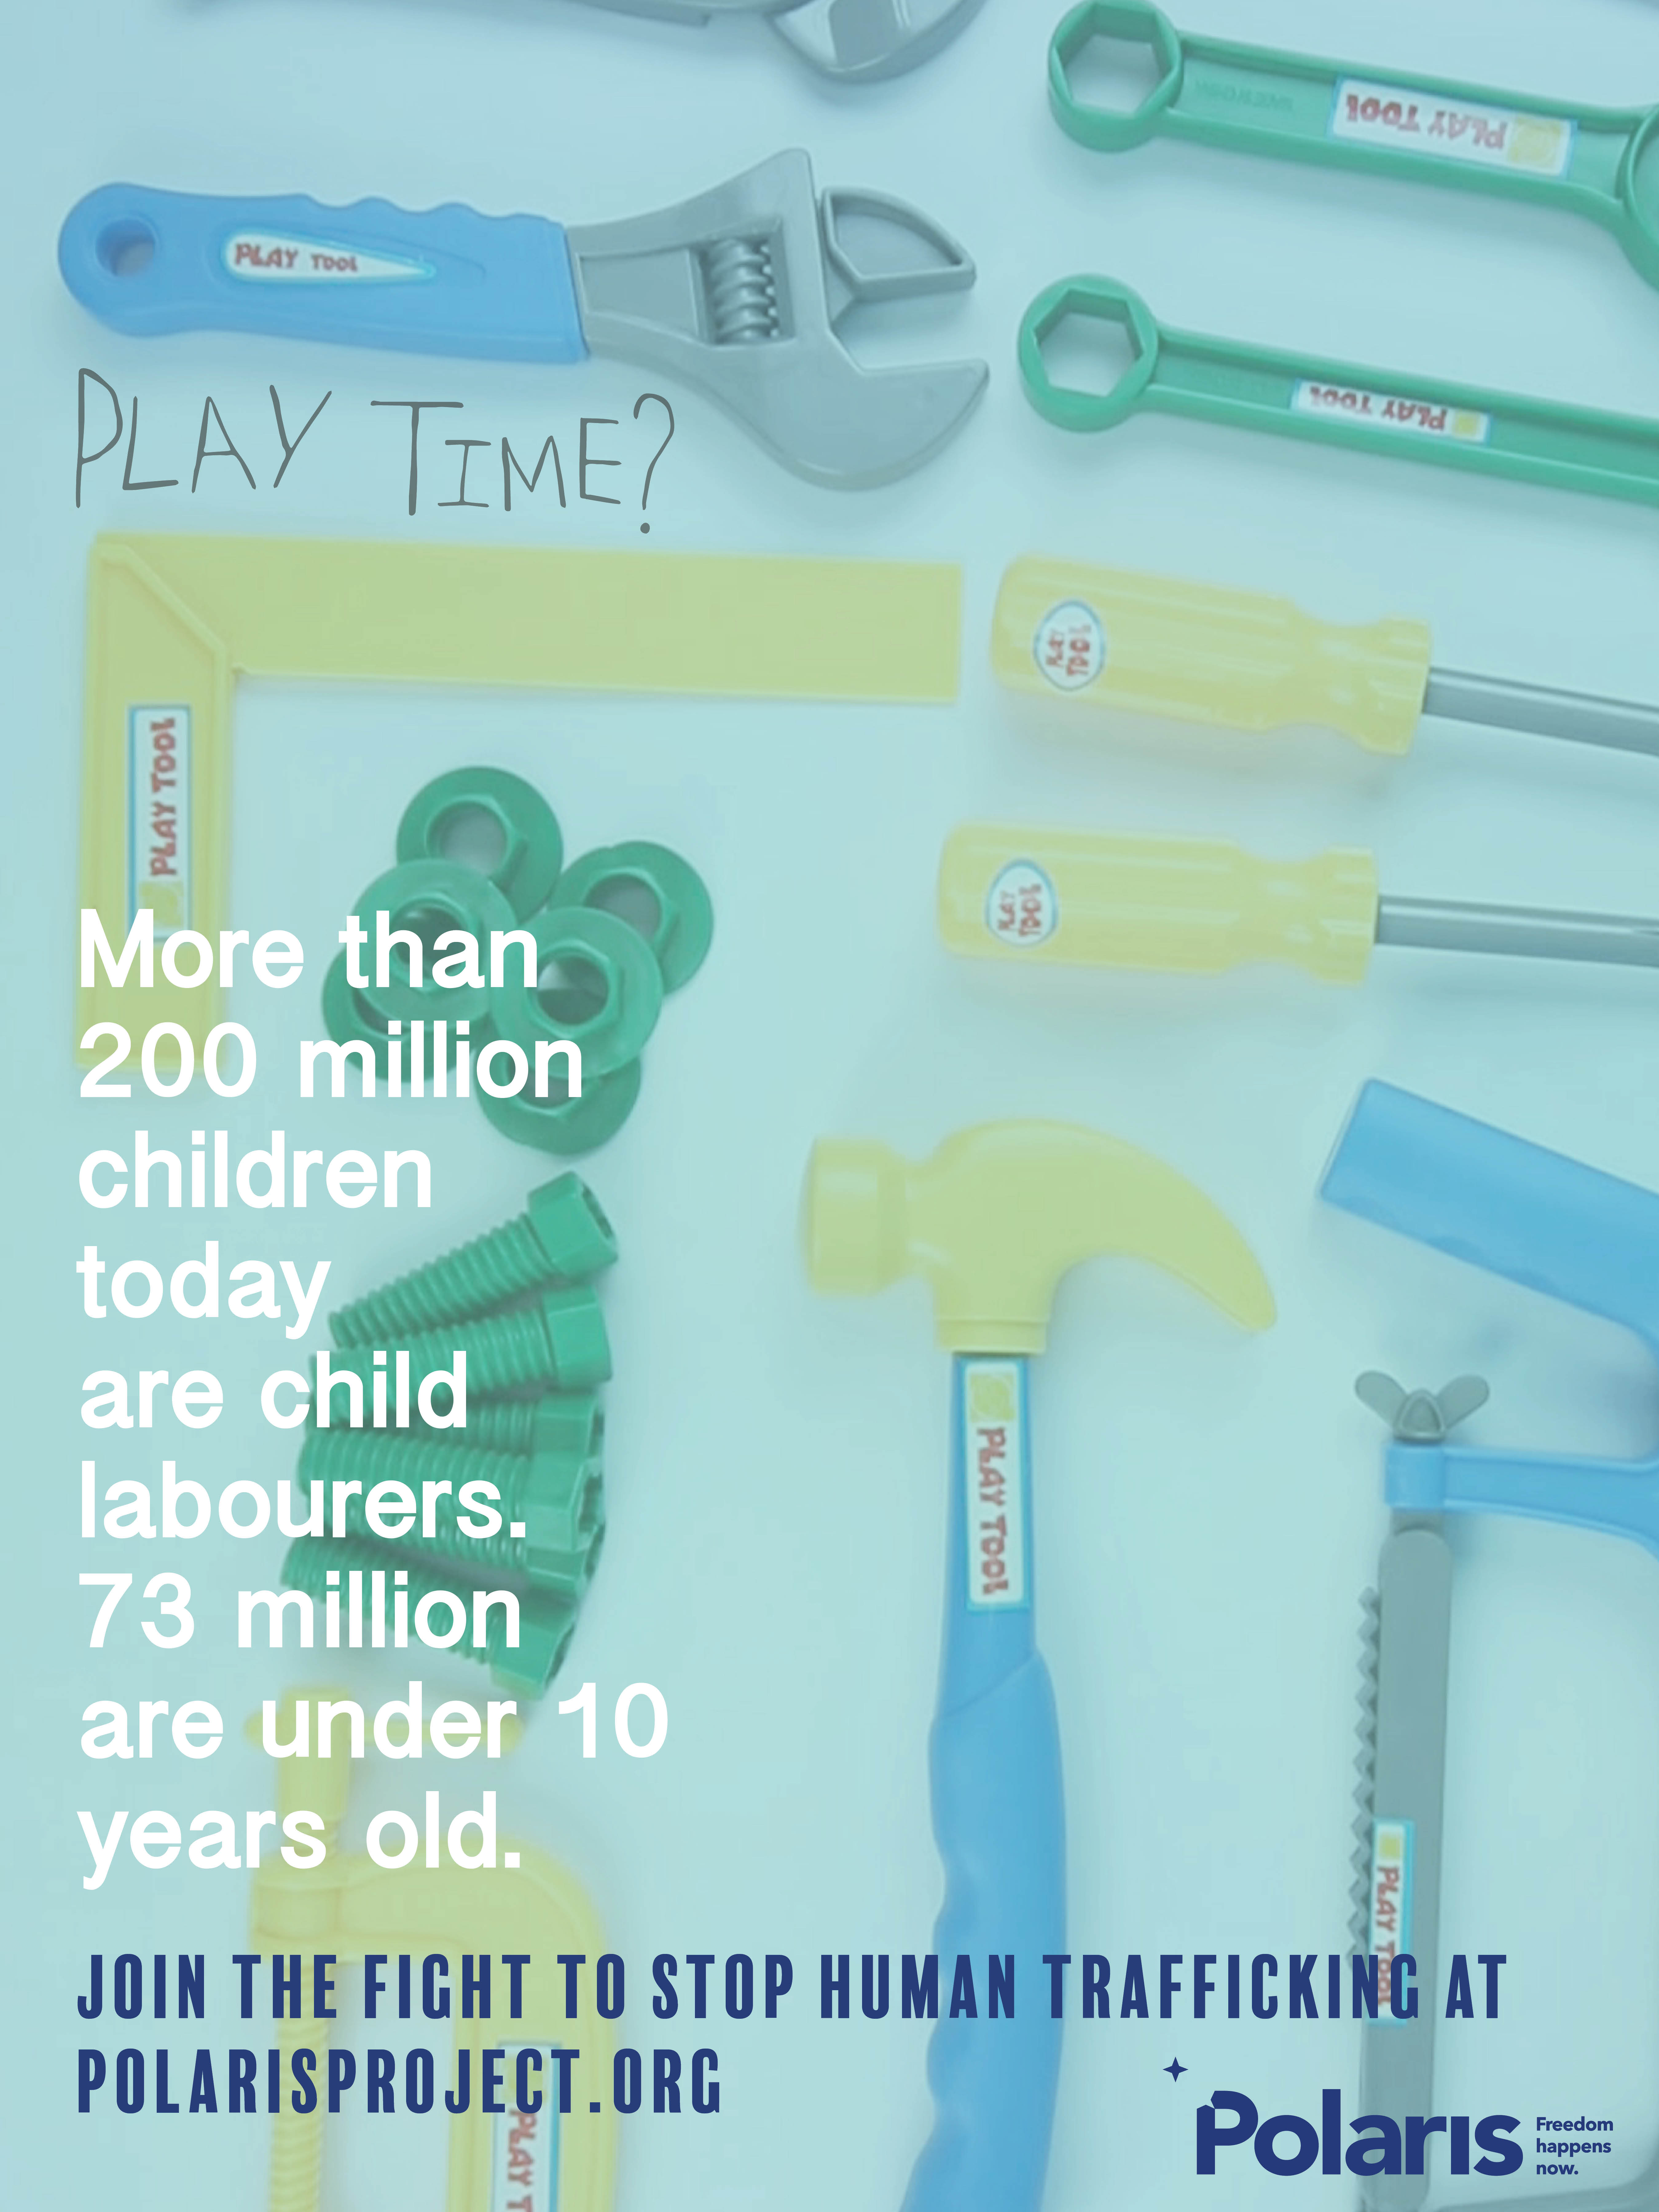 PLAY TOOL
PLAY TOOL
PLAY TOOL
PLAY TIME?
PLAY
TOOL
PLAY TOOL
PLAY
TOOL
More than
200 million
children
today
are child
labourers.
73 million
are under 10
years old.
PLAY TOOL
PLAY TOOL
JOIN THE FIGHT TO STOP HUMAN TRAFFICKING AT
POLARISPROJECT.ORG
PLAY T
Polaris
Freedom
happens
now.